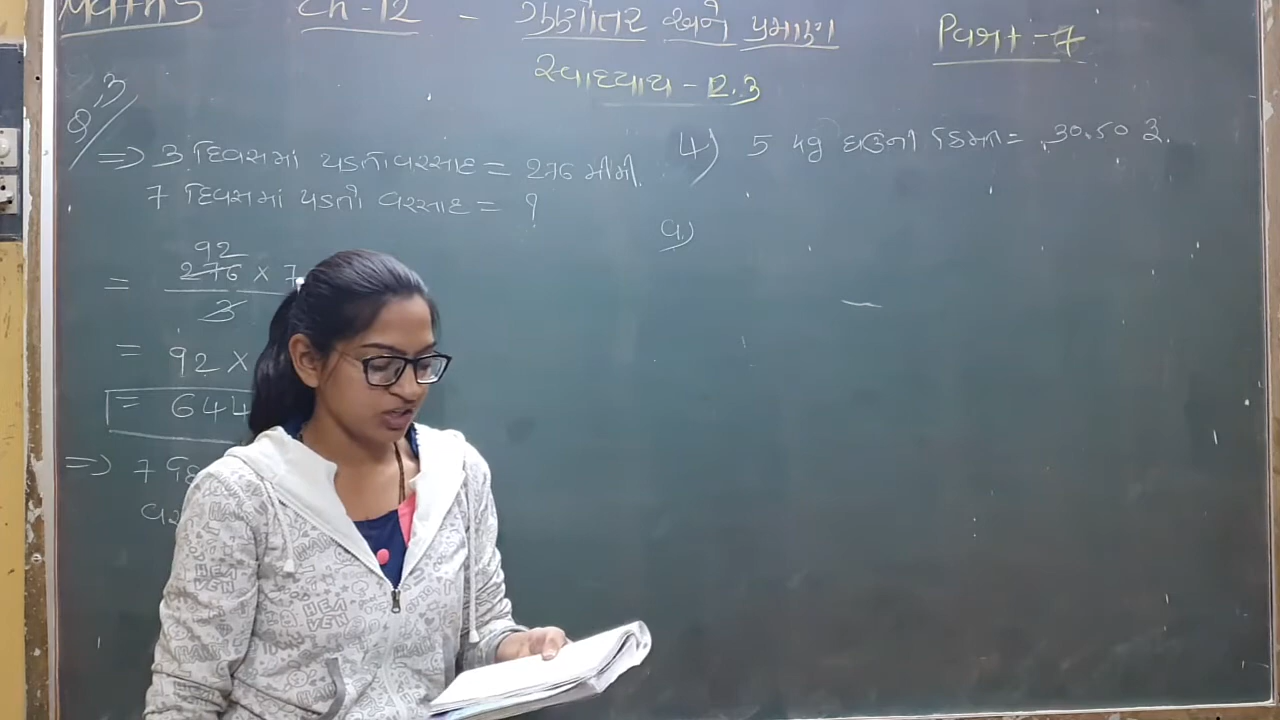 Maths Ch-12 - ગુણોત્તર અને પ્રમાણ Part-7
સ્વાધ્યાય - 12.3
Q.3
=> 3 દિવસમાં પડતો વરસાદ = 276 મીમી.
7 દિવસમાં પડતો વરસાદ = ?
92
= 276 × 7
3
= 92 ×
= 644
=> 7
4) 5 kg ઘઉંની કિંમત = 30.50 રૂ.